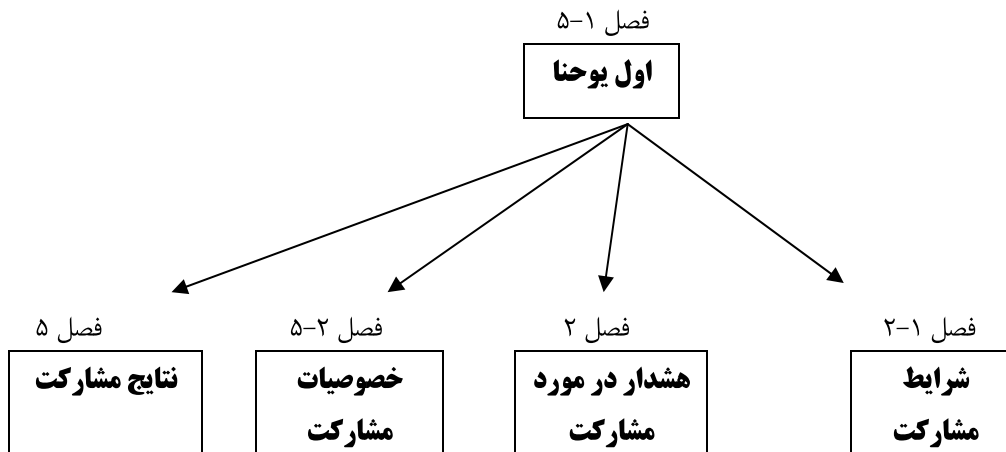 فصل ۱-۵
اول یوحنا
فصل ۱-۲
شرایط
مشارکت
فصل ۲
هشدار در مورد
مشارکت
فصل ۲-۵
خصوصیات
مشارکت
فصل ۵
نتایج مشارکت